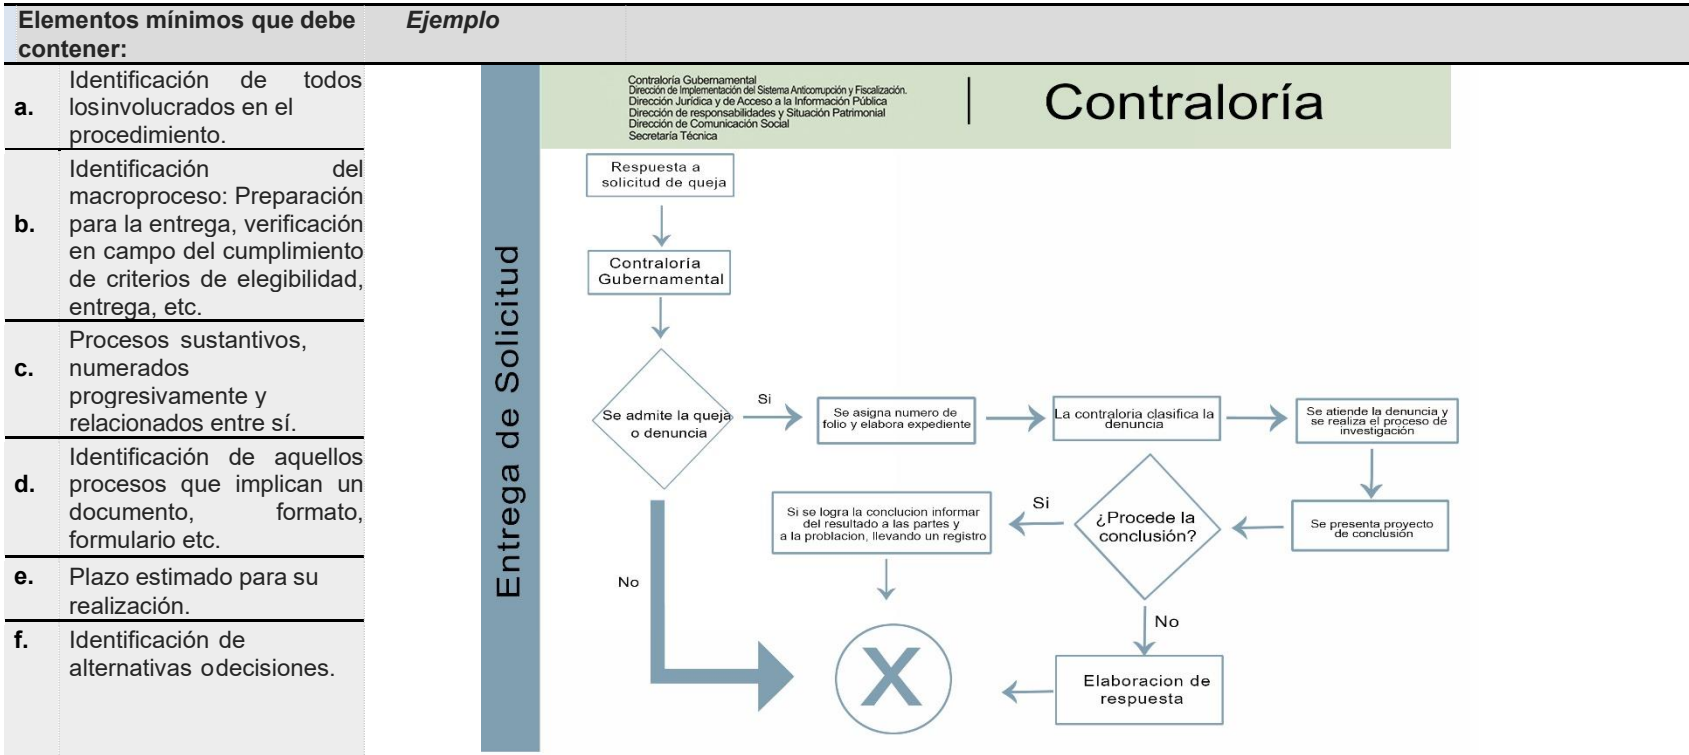 Elementos mínimos que debe
contener:
Ejemplo
a.
Identificación de todos
losinvolucrados en el
procedimiento.
b.
Identificación del
macroproceso: Preparación
para la entrega, verificación
en campo del cumplimiento
de criterios de elegibilidad,
entrega, etc.
c.
Procesos sustantivos,
numerados
progresivamente y
relacionados entre sí.
d.
Identificación de aquellos
procesos que implican un
documento, formato,
formulario etc.
e.
Plazo estimado para su
realización.
f.
Identificación de
alternativas odecisiones.
Entrega de Solicitud
Contraloría Gubernamental
Dirección de Implementación del Sistema Anticorrupción y Fiscalización.
Dirección Jurídica y de Acceso a la Información Pública
Dirección de responsabilidades y Situación Patrimonial
Dirección de Comunicación Social
Secretaría Técnica
Contraloría
Respuesta a
solicitud de queja
Contraloría
Gubernamental
Se admite la queja
o denuncia
Si
Se asigna numero de
folio y elabora expediente
La contraloria clasifica la
denuncia
Se atiende la denuncia y
se realiza el proceso de
investigación
Se presenta proyecto
de conclusión
¿Procede la
conclusión?
Si
Si se logra la conclucion informar
del resultado a las partes y
a la problacion, llevando un registro
No
No
Elaboracion de
respuesta
X